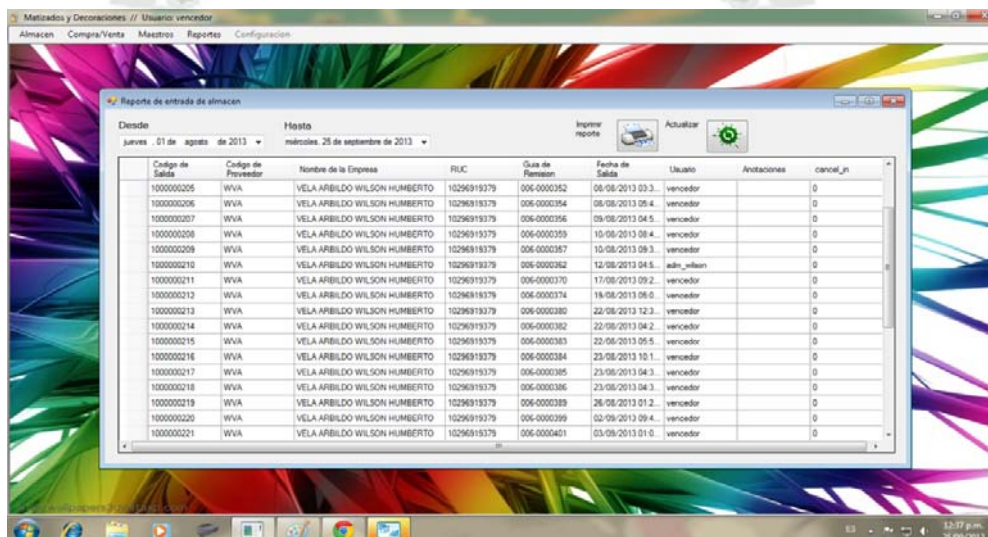 Matizados y Decoraciones // Usuario: vencedor
Almacen Compra/Venta Maestros Reportes Configuracion
Reporte de entrada de almacen
Desde Hasta Imprimir reporte Actualizar
jueves , 01 de agosto de 2013 miércoles, 25 de septiembre de 2013
Codigo de Salida Codigo de Proveedor Nombre de la Empresa RUC Guia de Remision Fecha de Salida Usuario Anotaciones cancel_in
1000000205 WVA VELA ARBILDO WILSON HUMBERTO 10296919379 006-0000352 08/08/2013 03:3... vencedor 0
1000000206 WVA VELA ARBILDO WILSON HUMBERTO 10296919379 006-0000354 08/08/2013 05:4... vencedor 0
1000000207 WVA VELA ARBILDO WILSON HUMBERTO 10296919379 006-0000356 09/08/2013 04:5... vencedor 0
1000000208 WVA VELA ARBILDO WILSON HUMBERTO 10296919379 006-0000359 10/08/2013 08:4... vencedor 0
1000000209 WVA VELA ARBILDO WILSON HUMBERTO 10296919379 006-0000357 10/08/2013 09:3... vencedor 0
1000000210 WVA VELA ARBILDO WILSON HUMBERTO 10296919379 006-0000362 12/08/2013 04:5... adm_wilson 0
1000000211 WVA VELA ARBILDO WILSON HUMBERTO 10296919379 006-0000370 17/08/2013 09:2... vencedor 0
1000000212 WVA VELA ARBILDO WILSON HUMBERTO 10296919379 006-0000374 19/08/2013 06:0... vencedor 0
1000000213 WVA VELA ARBILDO WILSON HUMBERTO 10296919379 006-0000380 22/08/2013 12:3... vencedor 0
1000000214 WVA VELA ARBILDO WILSON HUMBERTO 10296919379 006-0000382 22/08/2013 04:2... vencedor 0
1000000215 WVA VELA ARBILDO WILSON HUMBERTO 10296919379 006-0000383 22/08/2013 05:5... vencedor 0
1000000216 WVA VELA ARBILDO WILSON HUMBERTO 10296919379 006-0000384 23/08/2013 10:1... vencedor 0
1000000217 WVA VELA ARBILDO WILSON HUMBERTO 10296919379 006-0000385 23/08/2013 04:3... vencedor 0
1000000218 WVA VELA ARBILDO WILSON HUMBERTO 10296919379 006-0000386 23/08/2013 04:3... vencedor 0
1000000219 WVA VELA ARBILDO WILSON HUMBERTO 10296919379 006-0000389 26/08/2013 01:2... vencedor 0
1000000220 WVA VELA ARBILDO WILSON HUMBERTO 10296919379 006-0000399 02/09/2013 09:4... vencedor 0
1000000221 WVA VELA ARBILDO WILSON HUMBERTO 10296919379 006-0000401 03/09/2013 01:0... vencedor 0
ES 12:37 p.m.
25/09/2013